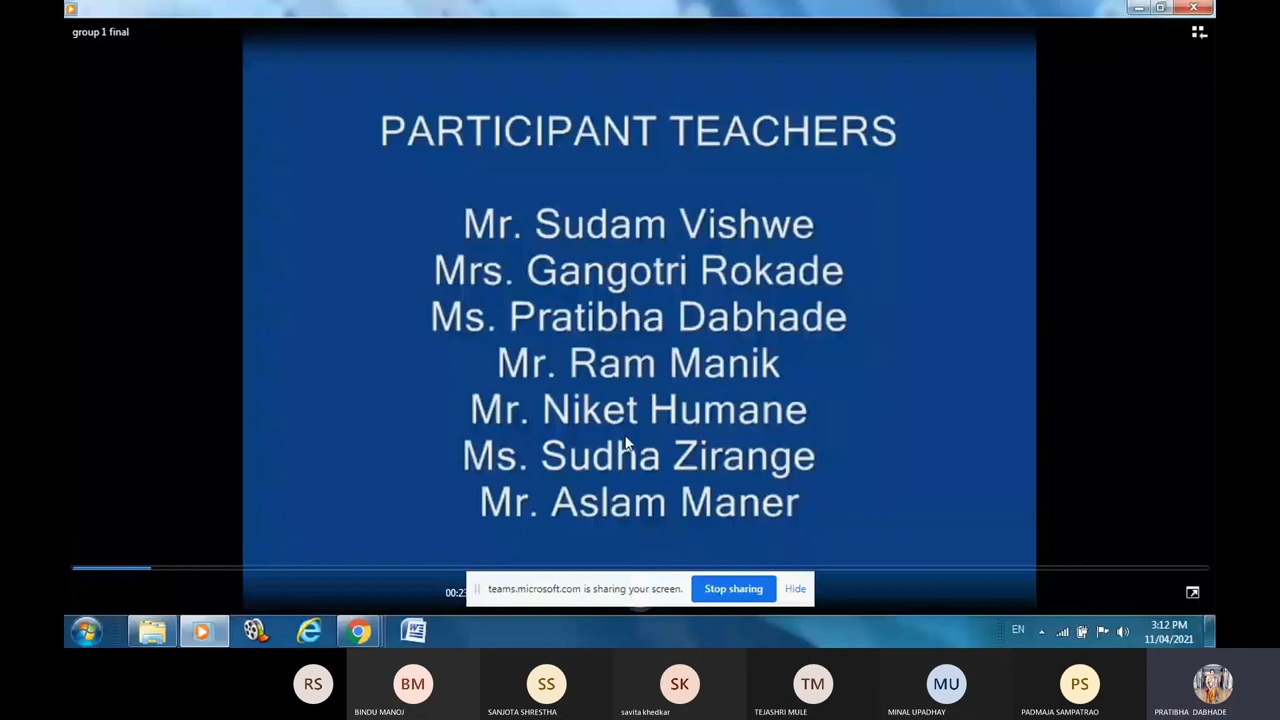 group 1 final
PARTICIPANT TEACHERS
Mr. Sudam Vishwe
Mrs. Gangotri Rokade
Ms. Pratibha Dabhade
Mr. Ram Manik
Mr. Niket Humane
Ms. Sudha Zirange
Mr. Aslam Maner
00:23
teams.microsoft.com is sharing your screen.
Stop sharing
Hide
EN
3:12 PM
11/04/2021
RS
BM
SS
SK
TM
MU
PS
BINDU MANOJ
SANJOTA SHRESTHA
savita khedkar
TEJASHRI MULE
MINAL UPADHAY
PADMAJA SAMPATRAO
PRATIBHA DABHADE